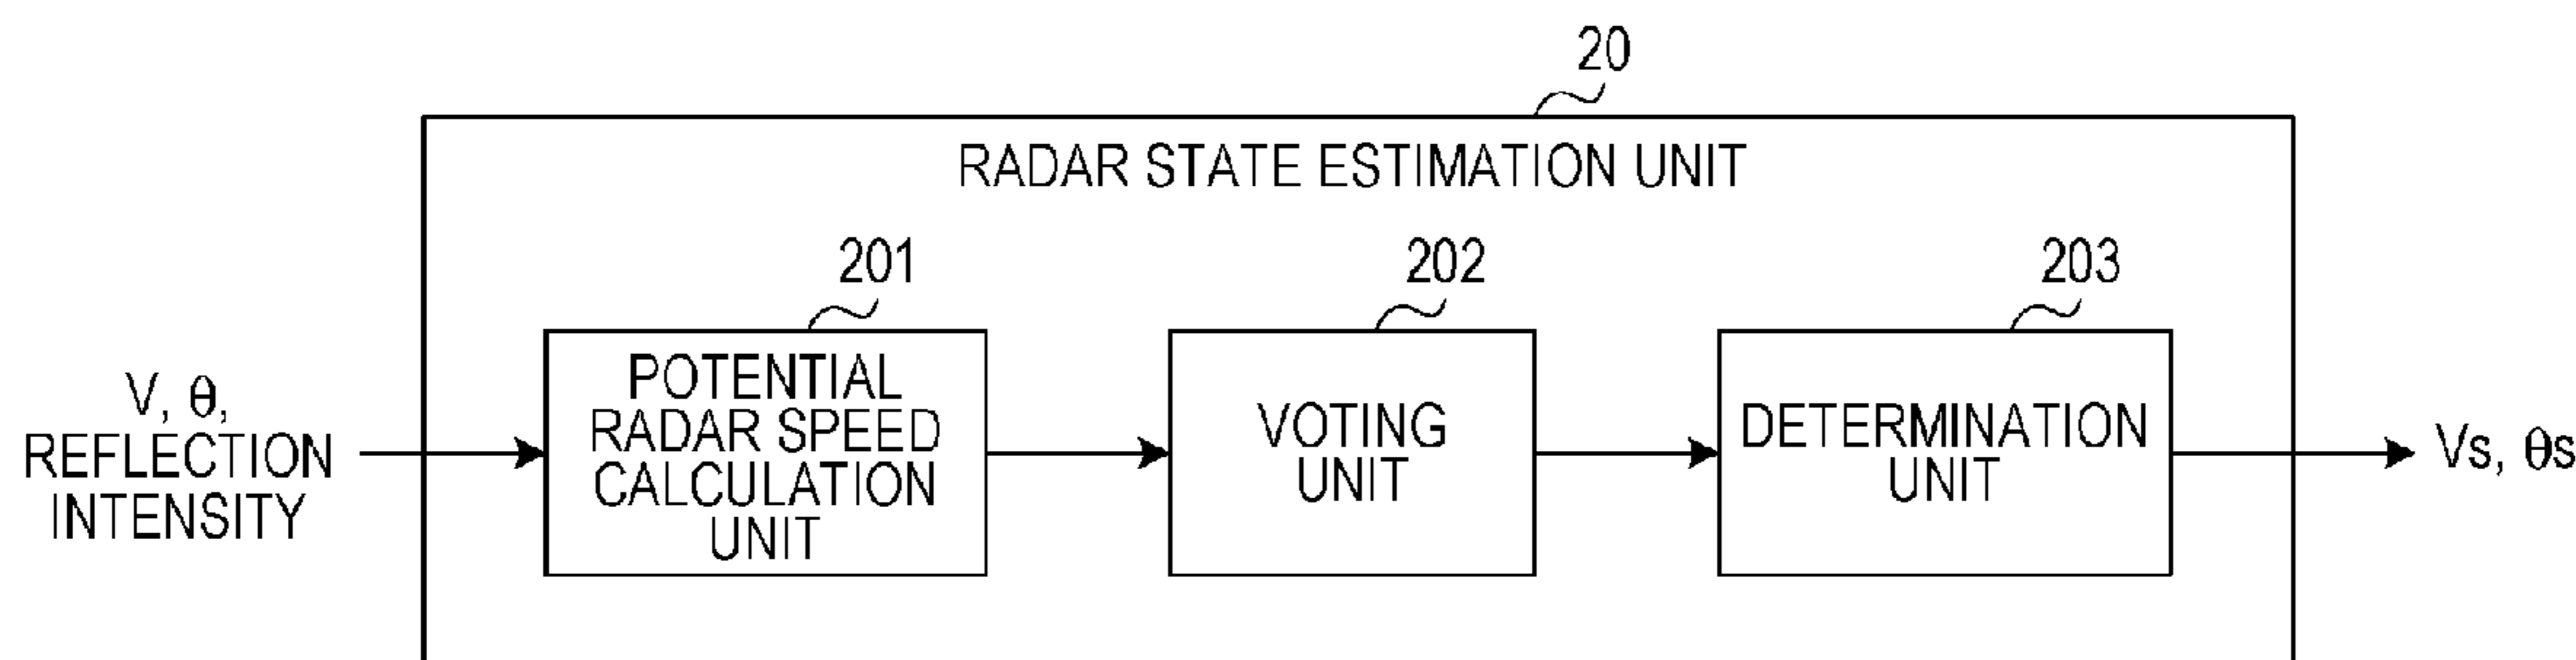 20
RADAR STATE ESTIMATION UNIT
201
202
203
V, θ,
REFLECTION
INTENSITY
POTENTIAL
RADAR SPEED
CALCULATION
UNIT
VOTING
UNIT
DETERMINATION
UNIT
Vs, θs